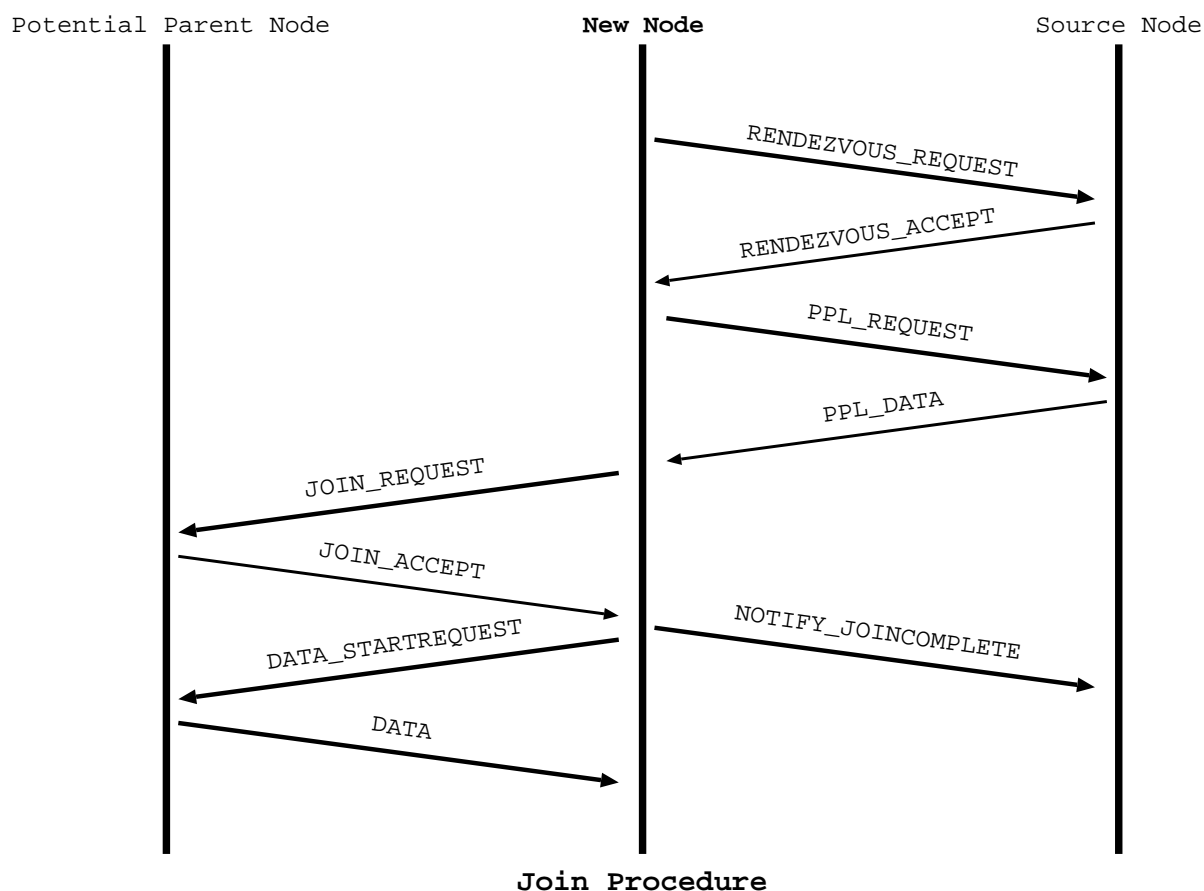 Potential Parent Node
New Node
Source Node
RENDEZVOUS_REQUEST
RENDEZVOUS_ACCEPT
PPL_REQUEST
PPL_DATA
JOIN_REQUEST
JOIN_ACCEPT
NOTIFY_JOINCOMPLETE
DATA_STARTREQUEST
DATA
Join Procedure